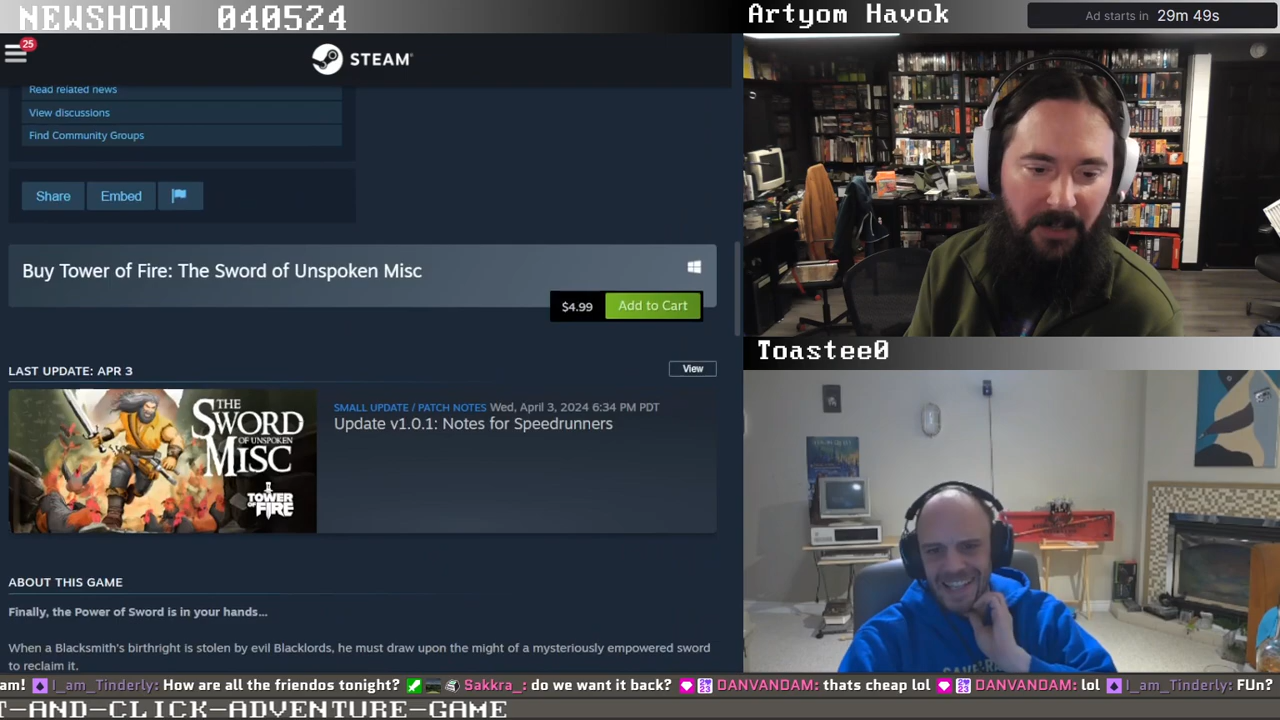 NEWSHOW 040524
Artyom Havok
Ad starts in 29m 49s
25
STEAM
Read related news
View discussions
Find Community Groups
Share
Embed
Buy Tower of Fire: The Sword of Unspoken Misc
$4.99
Add to Cart
Toastee0
LAST UPDATE: APR 3
View
THE
SWORD
OF UNSPOKEN
MISC
TOWER
OF FIRE
SMALL UPDATE / PATCH NOTES Wed, April 3, 2024 6:34 PM PDT
Update v1.0.1: Notes for Speedrunners
ABOUT THIS GAME
Finally, the Power of Sword is in your hands...
When a Blacksmith's birthright is stolen by evil Blacklords, he must draw upon the might of a mysteriously empowered sword
to reclaim it.
am! I_am_Tinderly: How are all the friendos tonight? Sakkra_: do we want it back? DANVANDAM: thats cheap lol DANVANDAM: lol I_am_Tinderly: FUn?
T-AND-CLICK-ADVENTURE-GAME